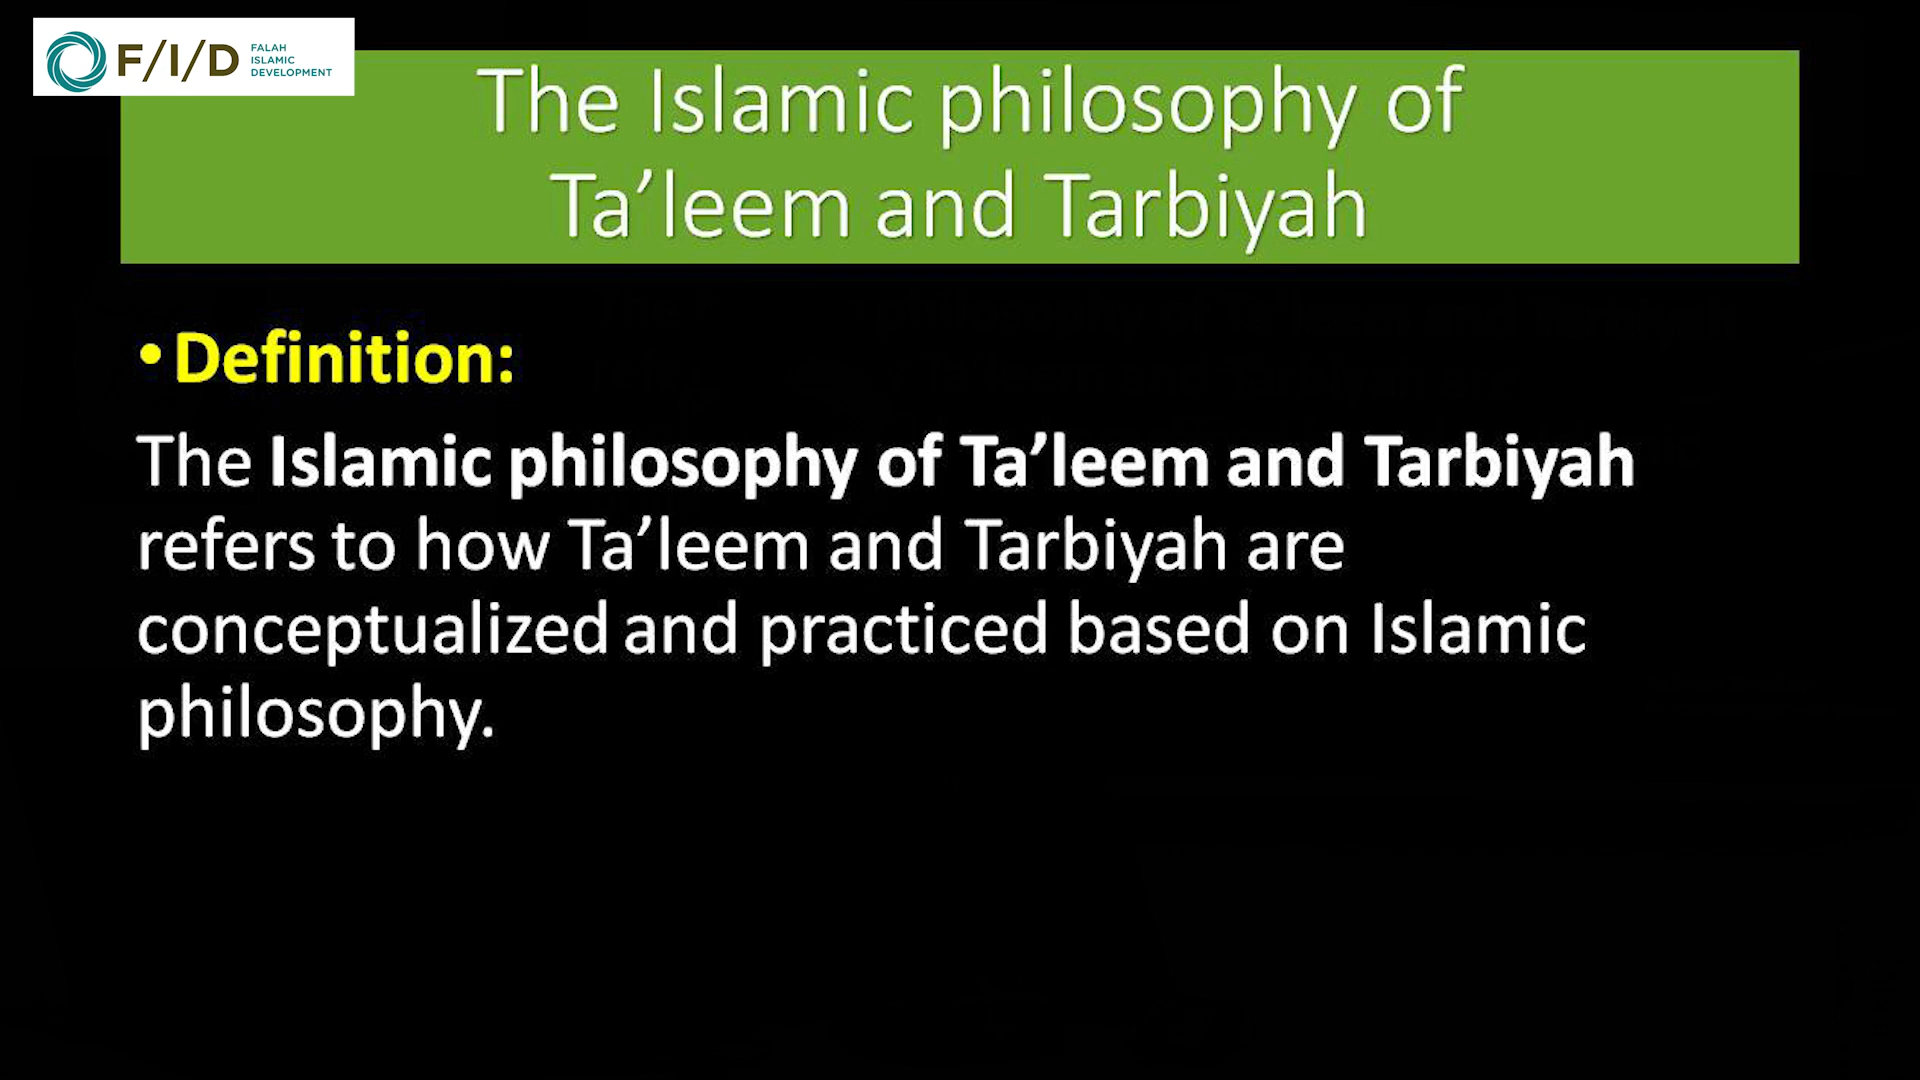 F/I/D
FALAH
ISLAMIC
DEVELOPMENT
The Islamic philosophy of
Ta’leem and Tarbiyah
• Definition:
The Islamic philosophy of Ta’leem and Tarbiyah
refers to how Ta’leem and Tarbiyah are
conceptualized and practiced based on Islamic
philosophy.